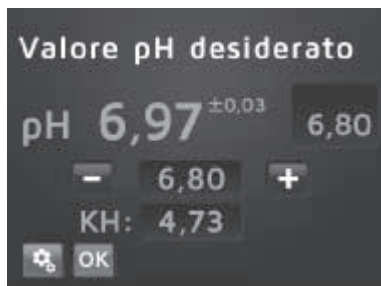 Valore pH desiderato
pH 6,97 ±0,03 6,80
− 6,80 +
KH: 4,73
OK